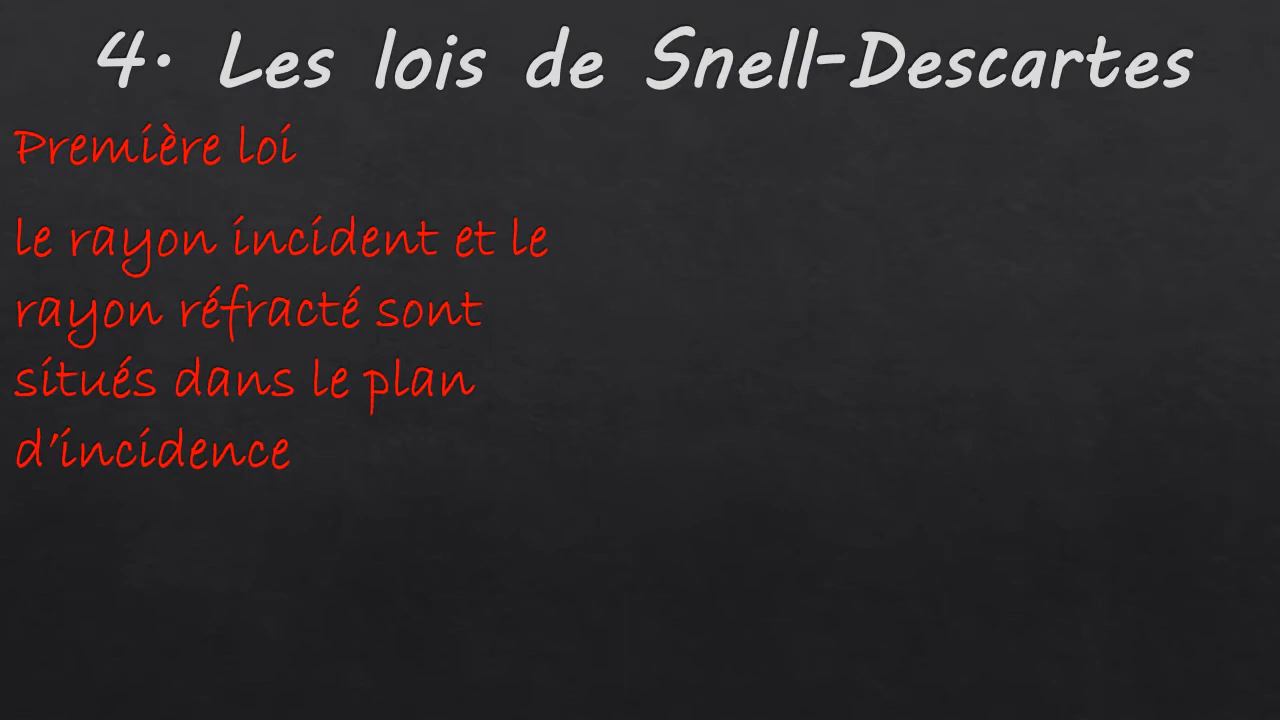 4. Les lois de Snell-Descartes
Première loi
le rayon incident et le
rayon réfracté sont
situés dans le plan
d'incidence